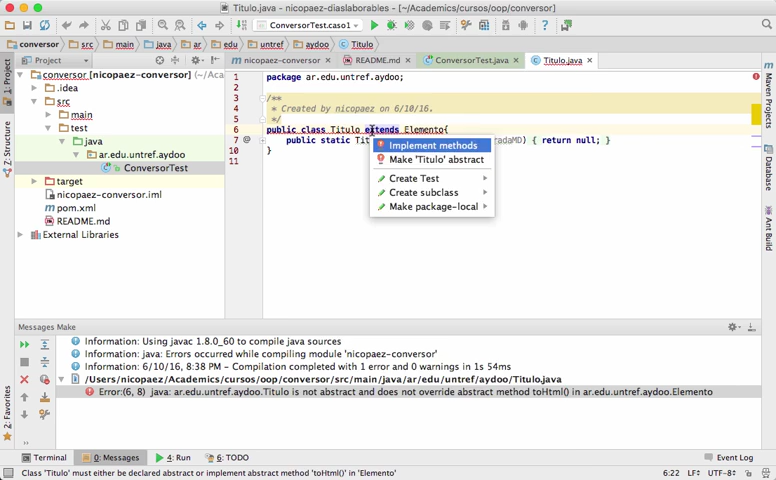 Titulo.java - nicopaez-diaslaborables - [~/Academics/cursos/oop/conversor]
ConversorTest.caso1
conversor src main java ar edu untref aydoo Titulo
Project
nicopaez-conversor README.md ConversorTest.java Titulo.java
conversor [nicopaez-conversor] (~/Aca
.idea
src
main
test
java
ar.edu.untref.aydoo
ConversorTest
target
nicopaez-conversor.iml
pom.xml
README.md
External Libraries
1 package ar.edu.untref.aydoo;
2
3 /**
4 * Created by nicopaez on 6/10/16.
5 */
6 public class Titulo extends Elemento{
7 public static Tit radaMD) { return null; }
10 }
11
Implement methods
Make 'Titulo' abstract
Create Test
Create subclass
Make package-local
1: Project
Z: Structure
2: Favorites
Maven Projects
Database
Ant Build
Messages Make
Information: Using javac 1.8.0_60 to compile java sources
Information: java: Errors occurred while compiling module 'nicopaez-conversor'
Information: 6/10/16, 8:38 PM - Compilation completed with 1 error and 0 warnings in 1s 54ms
/Users/nicopaez/Academics/cursos/oop/conversor/src/main/java/ar/edu/untref/aydoo/Titulo.java
Error:(6, 8) java: ar.edu.untref.aydoo.Titulo is not abstract and does not override abstract method toHtml() in ar.edu.untref.aydoo.Elemento
Terminal 0: Messages 4: Run 6: TODO Event Log
Class 'Titulo' must either be declared abstract or implement abstract method 'toHtml()' in 'Elemento' 6:22 LF UTF-8